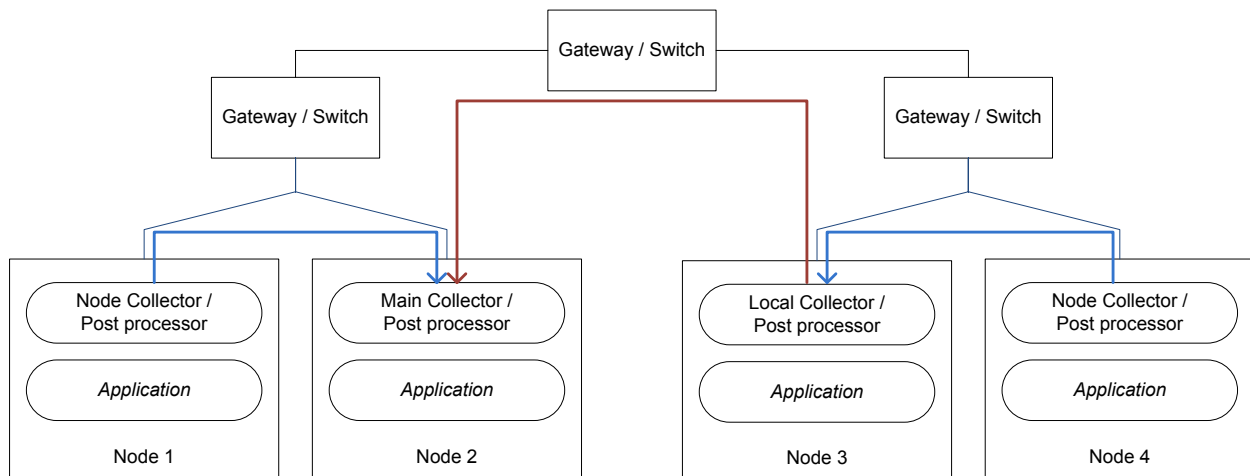 Gateway / Switch
Gateway / Switch
Gateway / Switch
Node Collector /
Post processor
Application
Node 1
Main Collector /
Post processor
Application
Node 2
Local Collector /
Post processor
Application
Node 3
Node Collector /
Post processor
Application
Node 4